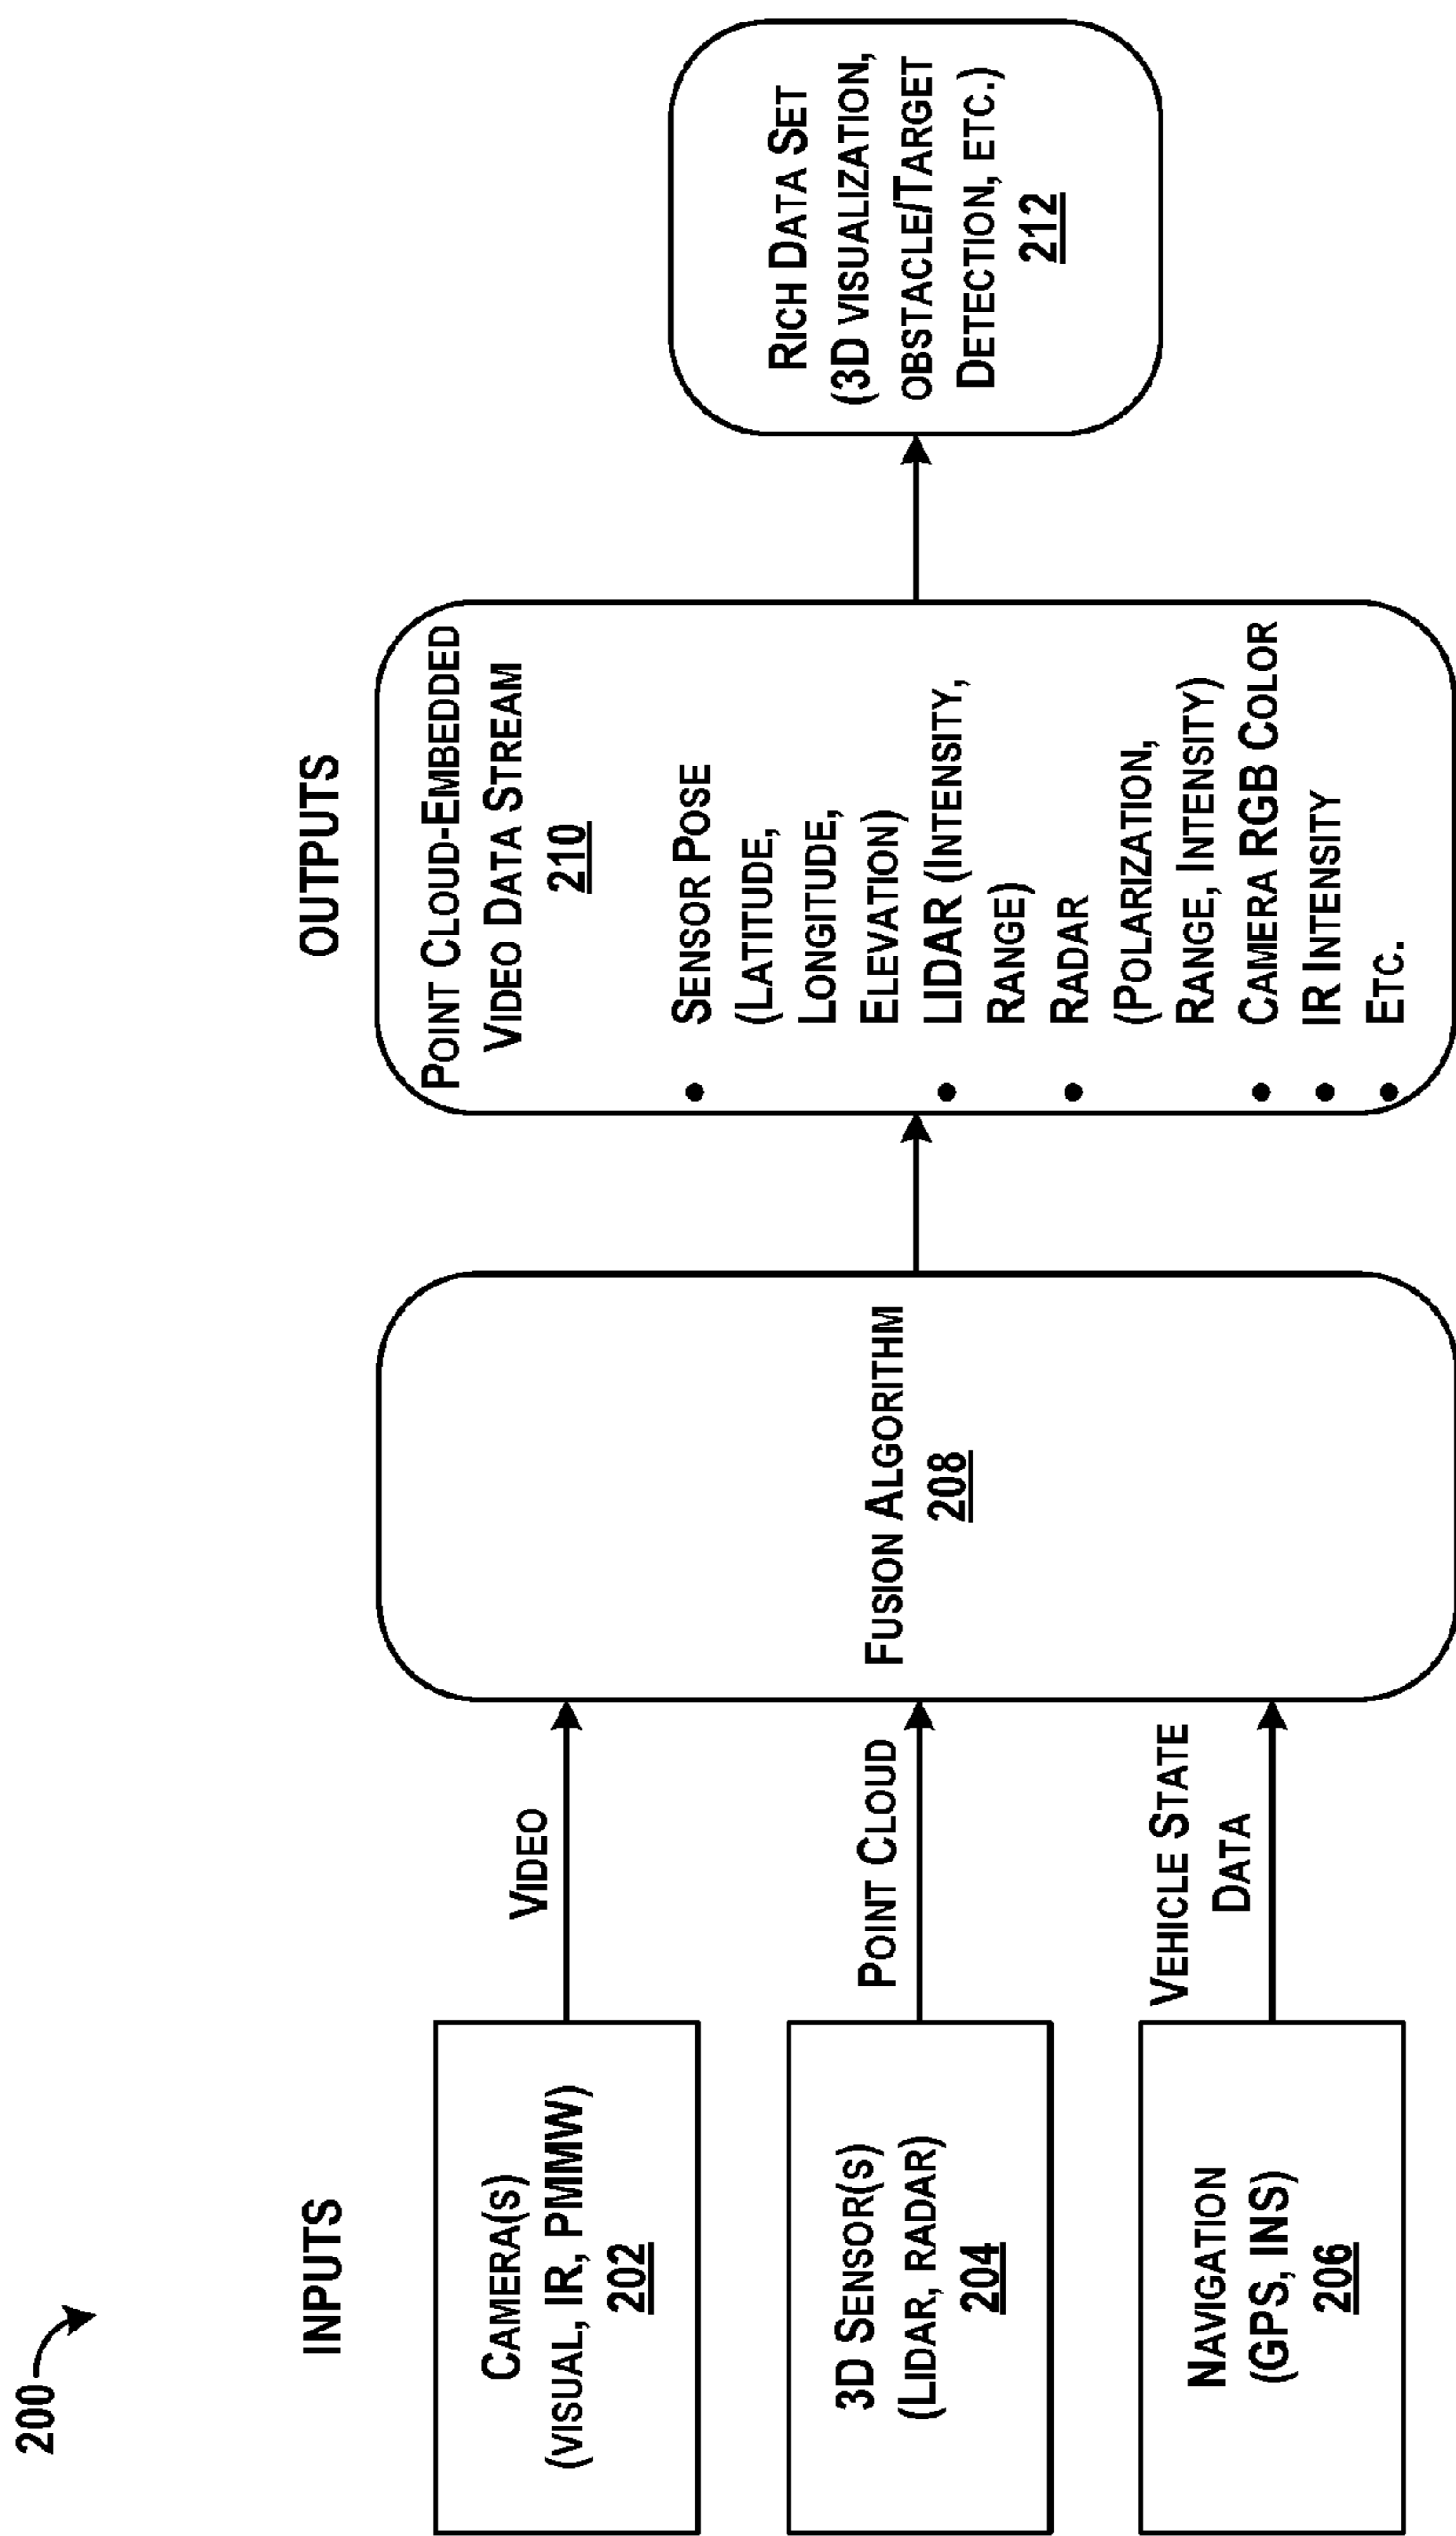 200
INPUTS
CAMERA(S)
(VISUAL, IR, PMMW)
202
3D SENSOR(S)
(LIDAR, RADAR)
204
NAVIGATION
(GPS, INS)
206
VIDEO
POINT CLOUD
VEHICLE STATE
DATA
FUSION ALGORITHM
208
OUTPUTS
POINT CLOUD-EMBEDDED
VIDEO DATA STREAM
210
• SENSOR POSE
(LATITUDE,
LONGITUDE,
ELEVATION)
• LIDAR (INTENSITY,
RANGE)
• RADAR
(POLARIZATION,
RANGE, INTENSITY)
• CAMERA RGB COLOR
• IR INTENSITY
• ETC.
RICH DATA SET
(3D VISUALIZATION,
OBSTACLE/TARGET
DETECTION, ETC.)
212